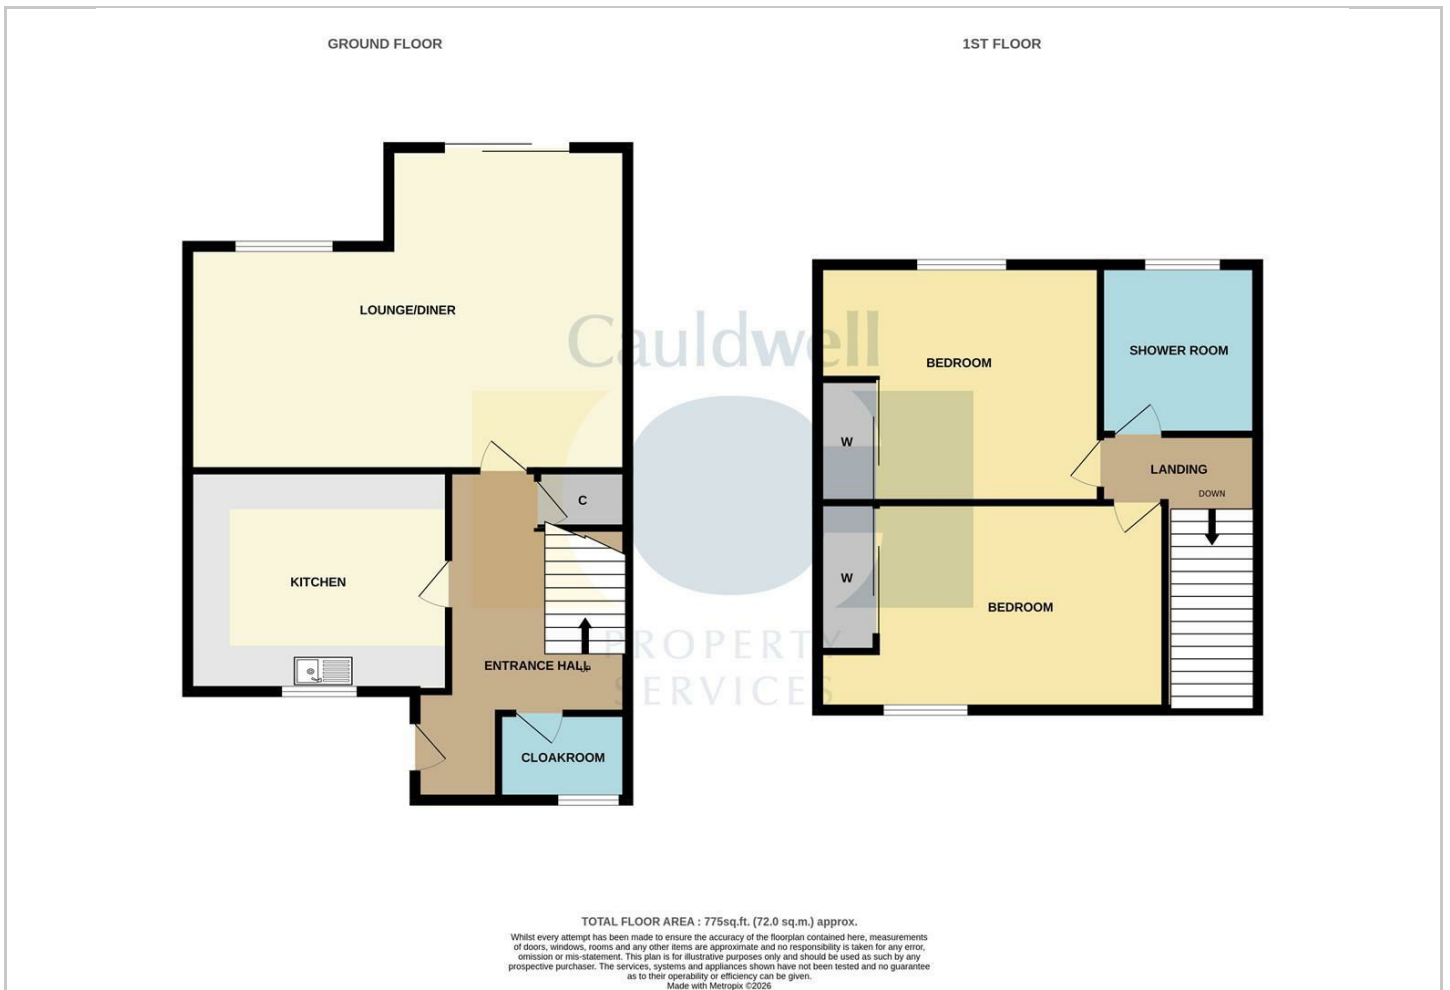 GROUND FLOOR
1ST FLOOR
LOUNGE/DINER
Cauldwell
SHOWER ROOM
BEDROOM
W
LANDING
DOWN
C
KITCHEN
W
BEDROOM
PROPERTY
ENTRANCE HALL
UP
SERVICES
CLOAKROOM
TOTAL FLOOR AREA : 775sq.ft. (72.0 sq.m.) approx.
Whilst every attempt has been made to ensure the accuracy of the floorplan contained here, measurements
of doors, windows, rooms and any other items are approximate and no responsibility is taken for any error,
omission or mis-statement. This plan is for illustrative purposes only and should be used as such by any
prospective purchaser. The services, systems and appliances shown have not been tested and no guarantee
as to their operability or efficiency can be given.
Made with Metropix ©2026